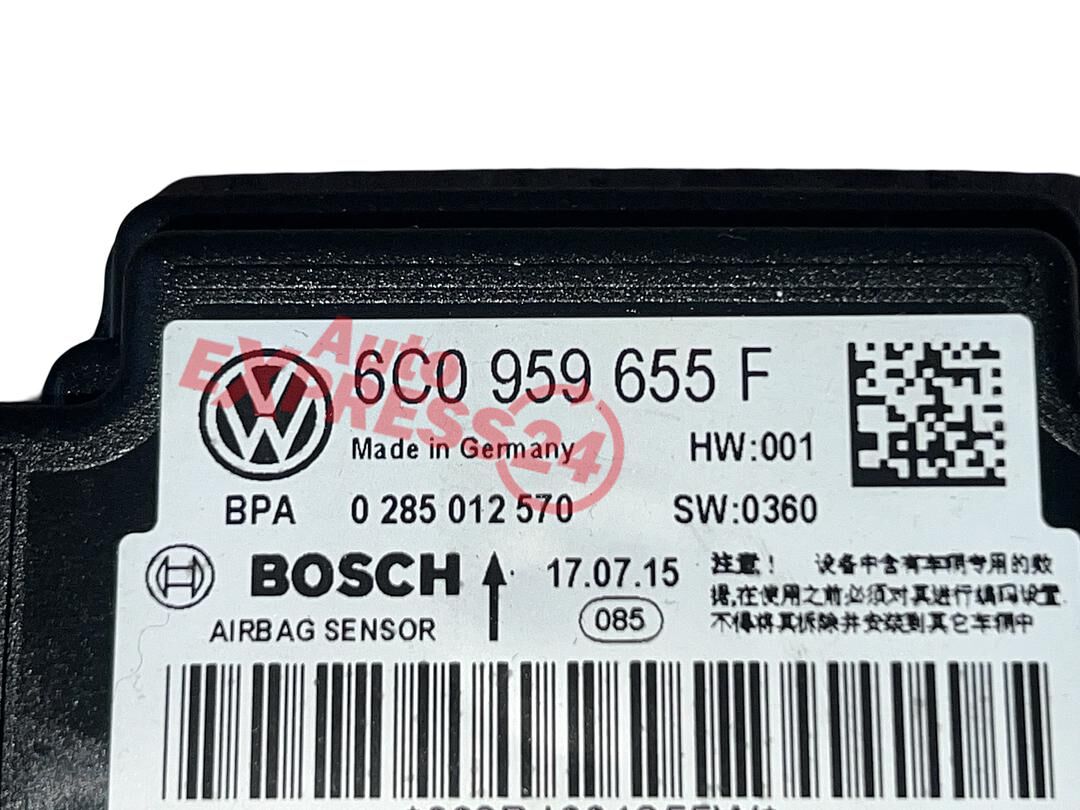 Auto
EXPRESS24
6C0 959 655 F
Made in Germany HW:001
BPA 0 285 012 570 SW:0360
BOSCH 17.07.15
AIRBAG SENSOR 085
注意！ 设备中含有车辆专用的数
据,在使用之前必须对其进行编码设置
不得将其拆除并安装到其它车辆中